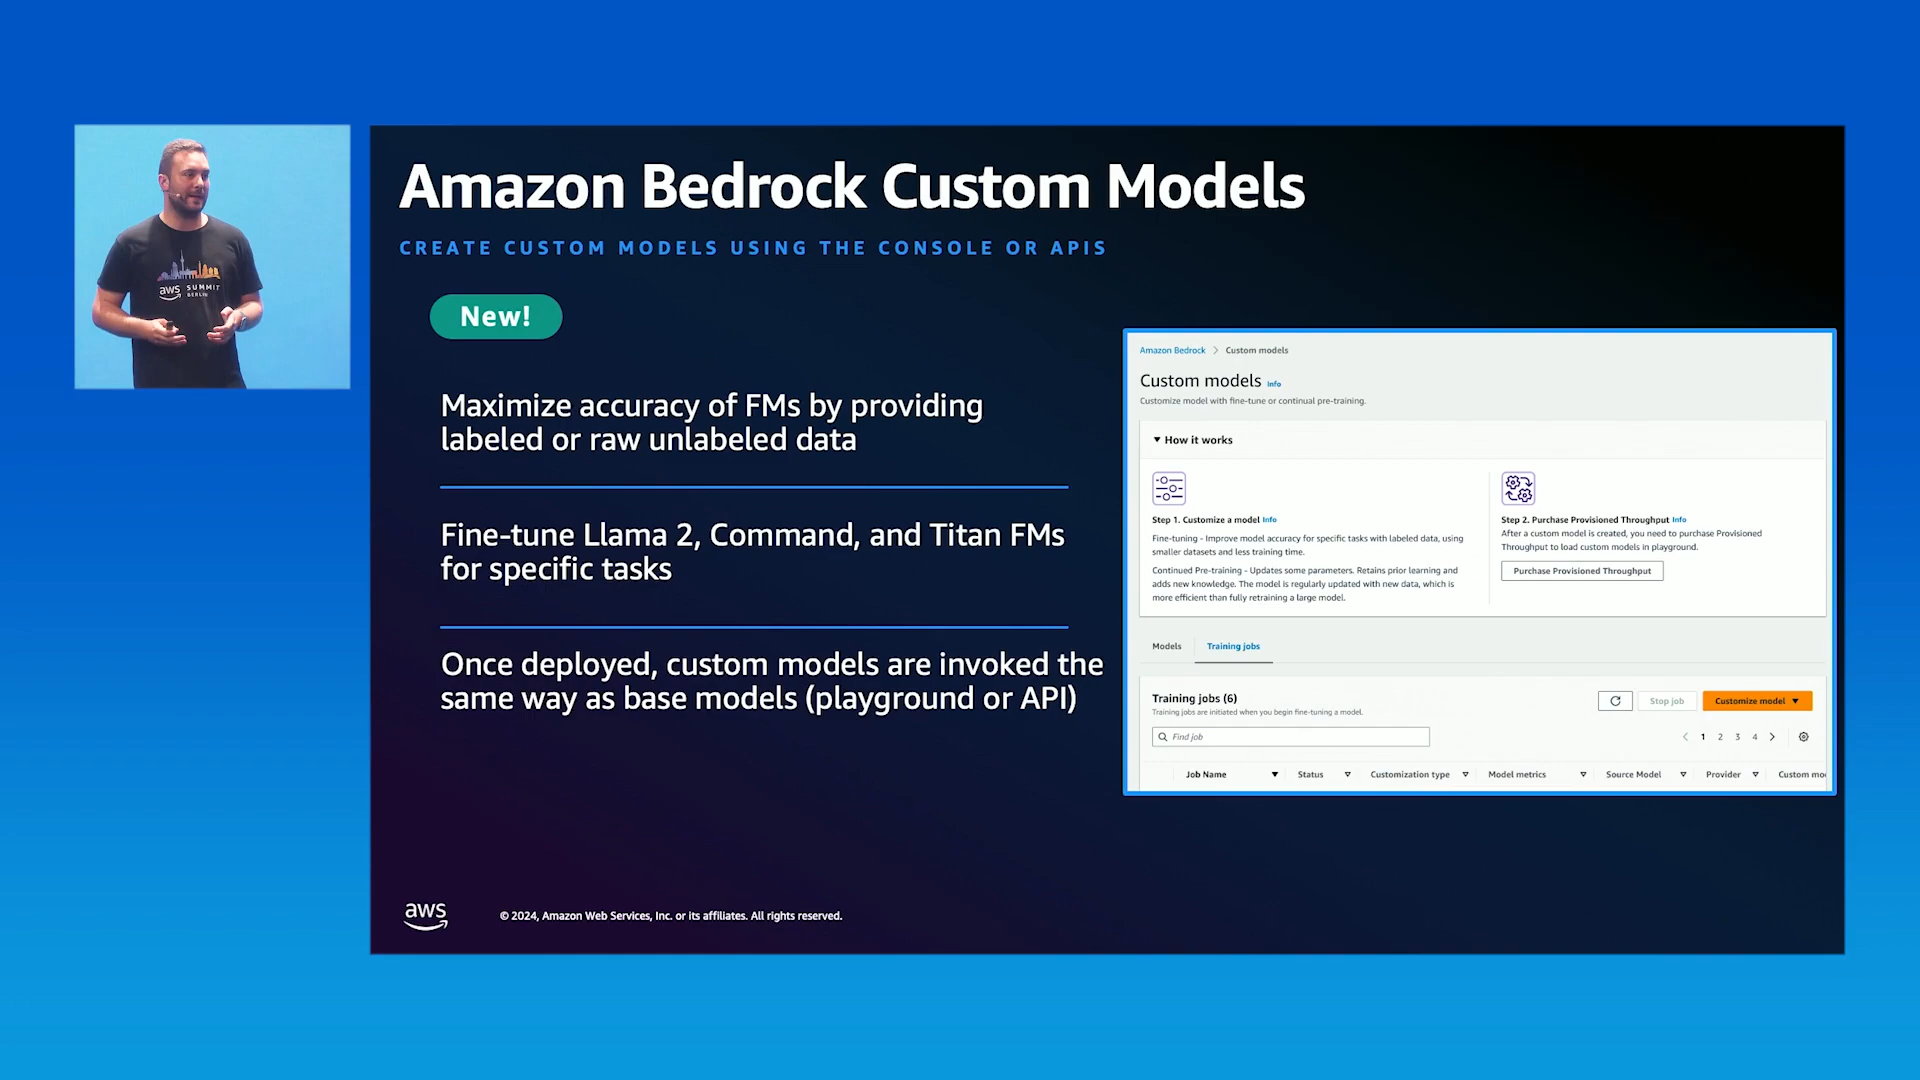 aws SUMMIT
BERLIN
Amazon Bedrock Custom Models
CREATE CUSTOM MODELS USING THE CONSOLE OR APIS
New!
Maximize accuracy of FMs by providing
labeled or raw unlabeled data
Fine-tune Llama 2, Command, and Titan FMs
for specific tasks
Once deployed, custom models are invoked the
same way as base models (playground or API)
Amazon Bedrock > Custom models
Custom models Info
Customize model with fine-tune or continual pre-training.
How it works
Step 1. Customize a model Info
Fine-tuning - Improve model accuracy for specific tasks with labeled data, using
smaller datasets and less training time.
Continued Pre-training - Updates some parameters. Retains prior learning and
adds new knowledge. The model is regularly updated with new data, which is
more efficient than fully retraining a large model.
Step 2. Purchase Provisioned Throughput Info
After a custom model is created, you need to purchase Provisioned
Throughput to load custom models in playground.
Purchase Provisioned Throughput
Models Training jobs
Training jobs (6)
Training jobs are initiated when you begin fine-tuning a model.
Stop job Customize model
Find job
1 2 3 4
Job Name Status Customization type Model metrics Source Model Provider Custom mo
aws
© 2024, Amazon Web Services, Inc. or its affiliates. All rights reserved.